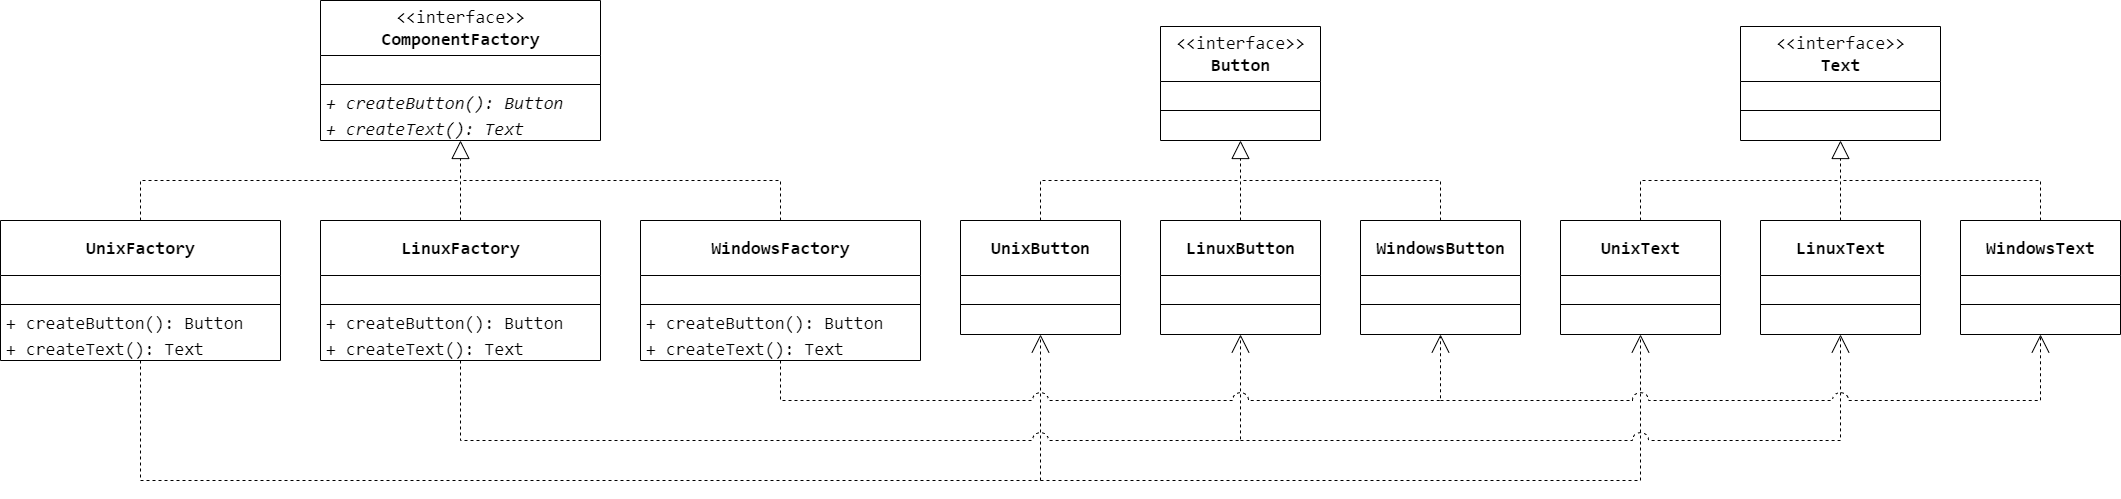 <<interface>>
ComponentFactory
+ createButton(): Button
+ createText(): Text
<<interface>>
Button
<<interface>>
Text
UnixFactory
+ createButton(): Button
+ createText(): Text
LinuxFactory
+ createButton(): Button
+ createText(): Text
WindowsFactory
+ createButton(): Button
+ createText(): Text
UnixButton
LinuxButton
WindowsButton
UnixText
LinuxText
WindowsText